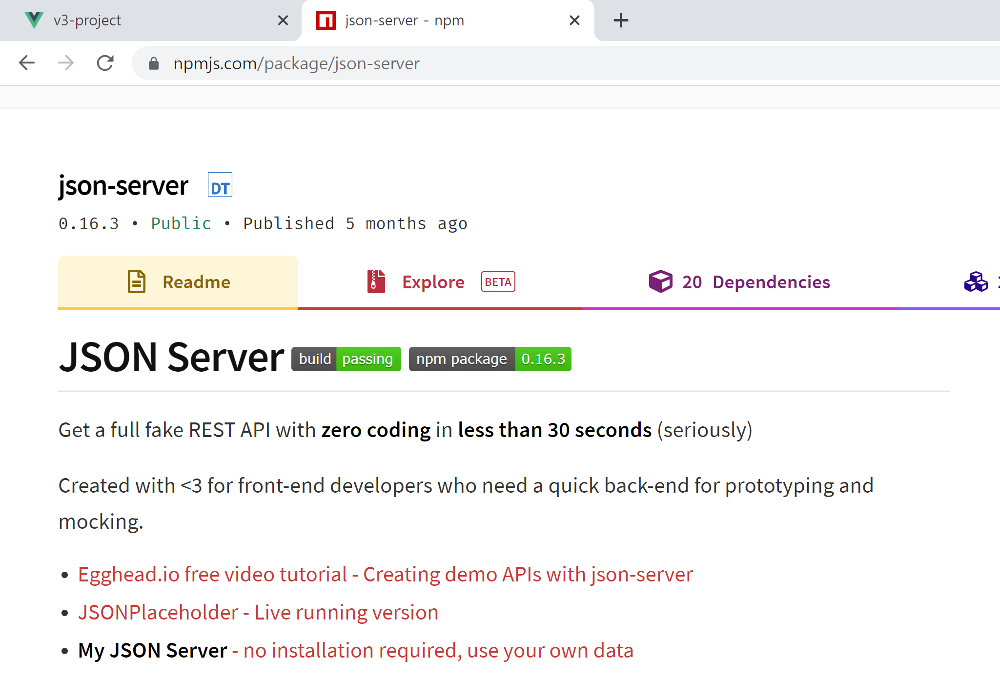 v3-project
json-server - npm
npmjs.com/package/json-server
json-server DT
0.16.3 • Public • Published 5 months ago
Readme
Explore BETA
20 Dependencies
JSON Server build passing npm package 0.16.3
Get a full fake REST API with zero coding in less than 30 seconds (seriously)
Created with <3 for front-end developers who need a quick back-end for prototyping and
mocking.
• Egghead.io free video tutorial - Creating demo APIs with json-server
• JSONPlaceholder - Live running version
• My JSON Server - no installation required, use your own data